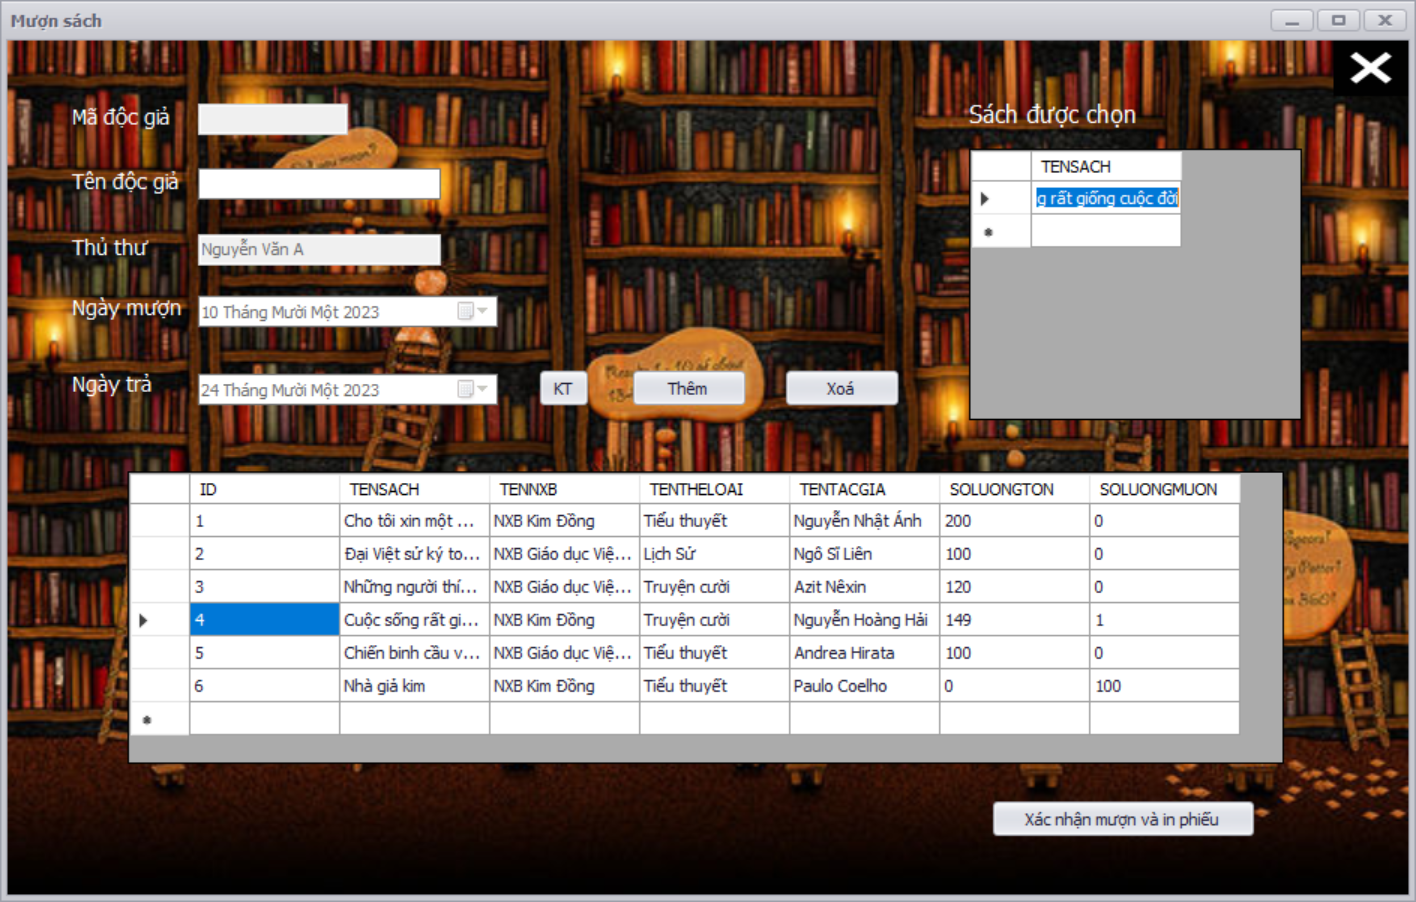 Mượn sách
Mã độc giả
Sách được chọn
TENSACH
Tên độc giả
g rất giống cuộc đời
Thủ thư
Nguyễn Văn A
Ngày mượn
10 Tháng Mười Một 2023
Ngày trả
24 Tháng Mười Một 2023
KT
Thêm
Xoá
ID TENSACH TENNXB TENTHELOAI TENTACGIA SOLUONGTON SOLUONGMUON
1 Cho tôi xin một ... NXB Kim Đồng Tiểu thuyết Nguyễn Nhật Ánh 200 0
2 Đại Việt sử ký to... NXB Giáo dục Việ... Lịch Sử Ngô Sĩ Liên 100 0
3 Những người thí... NXB Giáo dục Việ... Truyện cười Azit Nêxin 120 0
4 Cuộc sống rất gi... NXB Kim Đồng Truyện cười Nguyễn Hoàng Hải 149 1
5 Chiến binh cầu v... NXB Giáo dục Việ... Tiểu thuyết Andrea Hirata 100 0
6 Nhà giả kim NXB Kim Đồng Tiểu thuyết Paulo Coelho 0 100
Xác nhận mượn và in phiếu